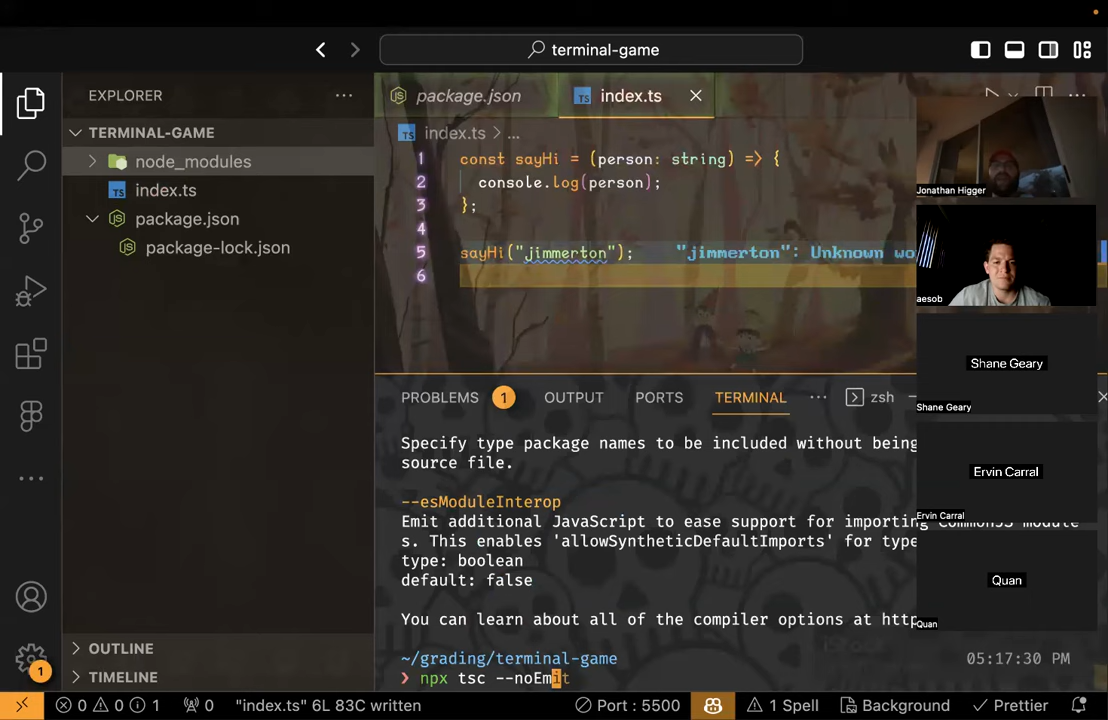 terminal-game
EXPLORER
TERMINAL-GAME
node_modules
index.ts
package.json
package-lock.json
OUTLINE
TIMELINE
package.json
index.ts
index.ts > ...
1 const sayHi = (person: string) => {
2 console.log(person);
3 };
4
5 sayHi("jimmerton"); "jimmerton": Unknown wo
6
PROBLEMS 1 OUTPUT PORTS TERMINAL zsh
Specify type package names to be included without being
source file.
--esModuleInterop
Emit additional JavaScript to ease support for importing CommonJS module
s. This enables 'allowSyntheticDefaultImports' for type
type: boolean
default: false
You can learn about all of the compiler options at http
~/grading/terminal-game
05:17:30 PM
❯ npx tsc --noEmit
Jonathan Higger
aesob
Shane Geary
Shane Geary
Ervin Carral
Ervin Carral
Quan
Quan
1
0 0 1 0 "index.ts" 6L 83C written Port : 5500 1 Spell Background Prettier